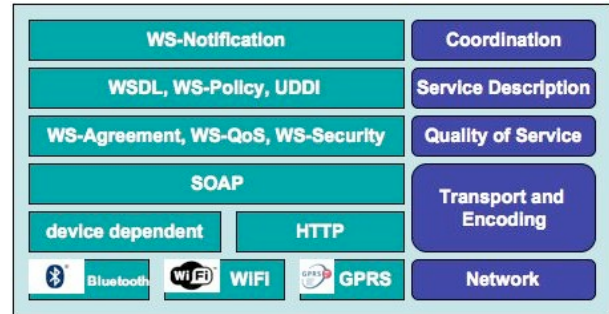 WS-Notification
Coordination
WSDL, WS-Policy, UDDI
Service Description
WS-Agreement, WS-QoS, WS-Security
Quality of Service
SOAP
Transport and
Encoding
device dependent
HTTP
Bluetooth
WiFi
WIFI
GPRS
GPRS
Network